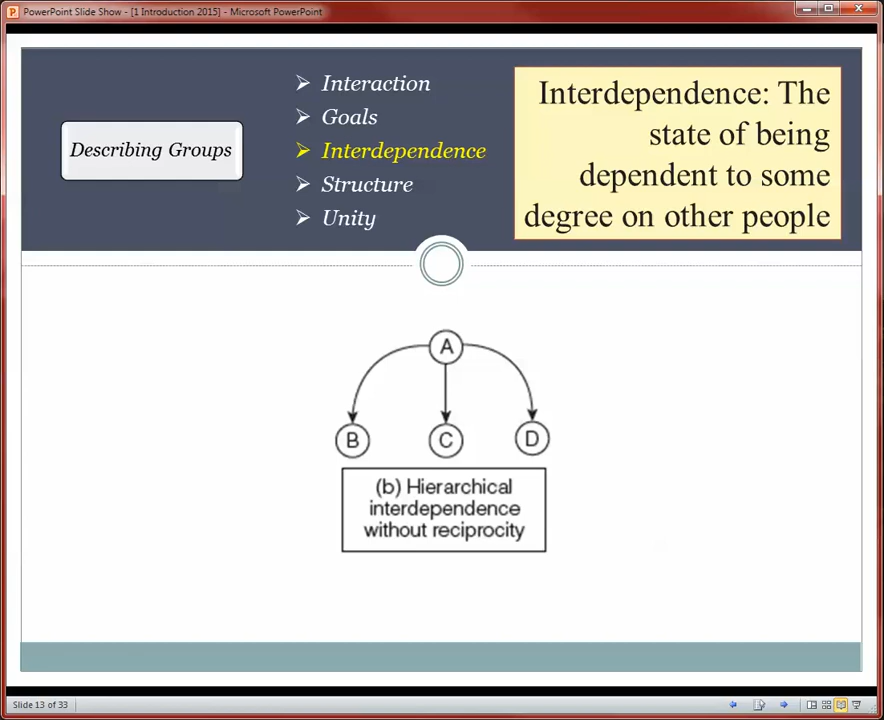 PowerPoint Slide Show - [1 Introduction 2015] - Microsoft PowerPoint
Describing Groups
Interaction
Goals
Interdependence
Structure
Unity
Interdependence: The
state of being
dependent to some
degree on other people
A
B
C
D
(b) Hierarchical
interdependence
without reciprocity
Slide 13 of 33